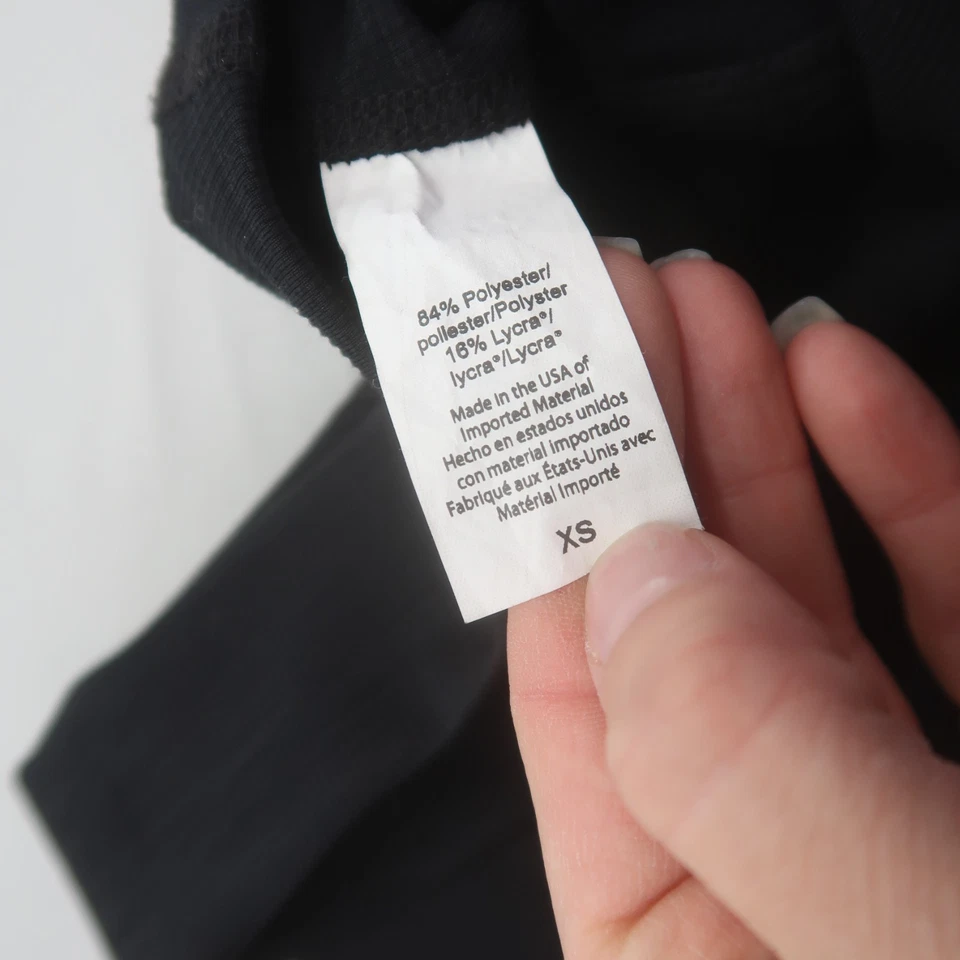 84% Polyester/
poliester/Polyster
16% Lycra®/
lycra®/Lycra®
Made in the USA of
Imported Material
Hecho en estados unidos
con material importado
Fabriqué aux États-Unis avec
Matérial Importé
XS